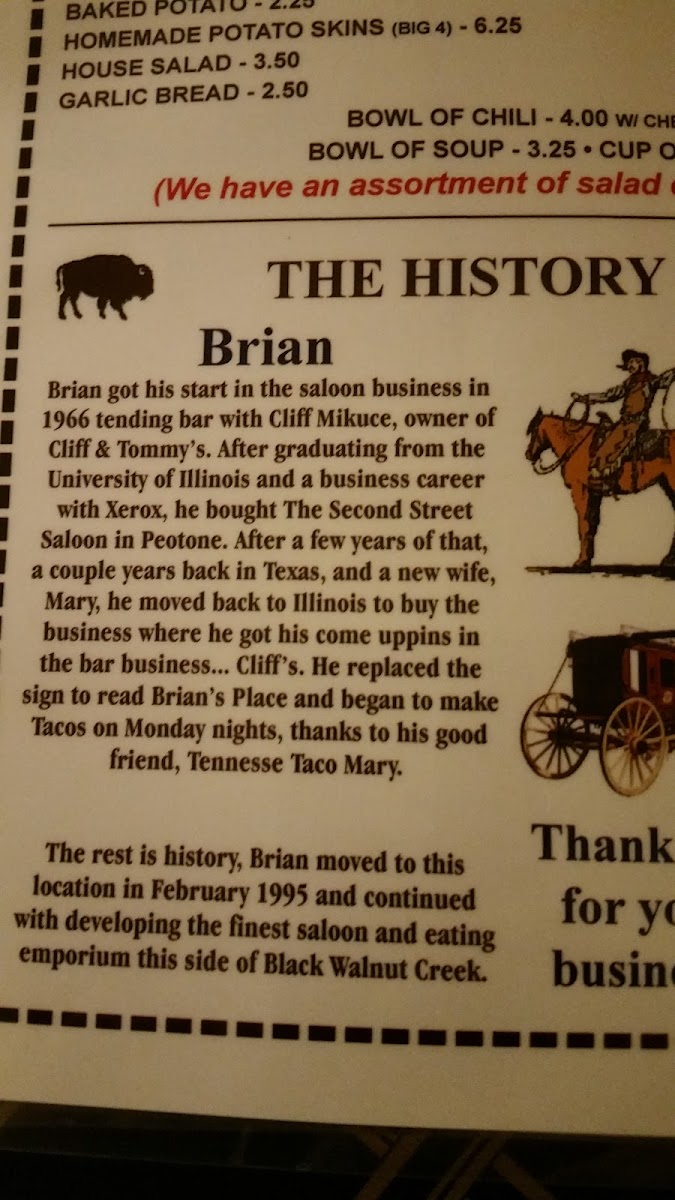 BAKED POTATO - 2.25
HOMEMADE POTATO SKINS (BIG 4) - 6.25
HOUSE SALAD - 3.50
GARLIC BREAD - 2.50
BOWL OF CHILI - 4.00 W/ CHE
BOWL OF SOUP - 3.25 • CUP O
(We have an assortment of salad
THE HISTORY
Brian
Brian got his start in the saloon business in
1966 tending bar with Cliff Mikuce, owner of
Cliff & Tommy's. After graduating from the
University of Illinois and a business career
with Xerox, he bought The Second Street
Saloon in Peotone. After a few years of that,
a couple years back in Texas, and a new wife,
Mary, he moved back to Illinois to buy the
business where he got his come uppins in
the bar business... Cliff's. He replaced the
sign to read Brian's Place and began to make
Tacos on Monday nights, thanks to his good
friend, Tennesse Taco Mary.
The rest is history, Brian moved to this
location in February 1995 and continued
with developing the finest saloon and eating
emporium this side of Black Walnut Creek.
Thank
for yo
busine